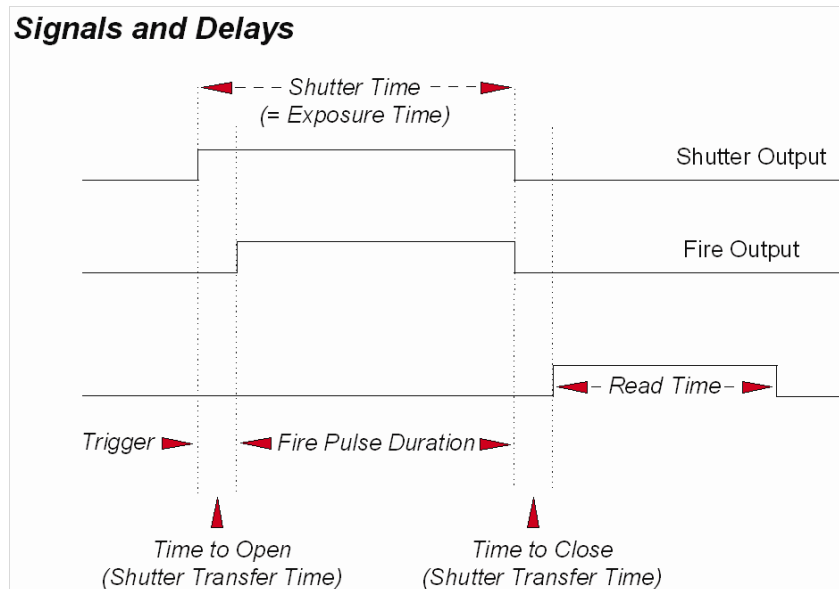 Signals and Delays
Shutter Time
(= Exposure Time)
Shutter Output
Fire Output
Read Time
Trigger
Fire Pulse Duration
Time to Open
(Shutter Transfer Time)
Time to Close
(Shutter Transfer Time)